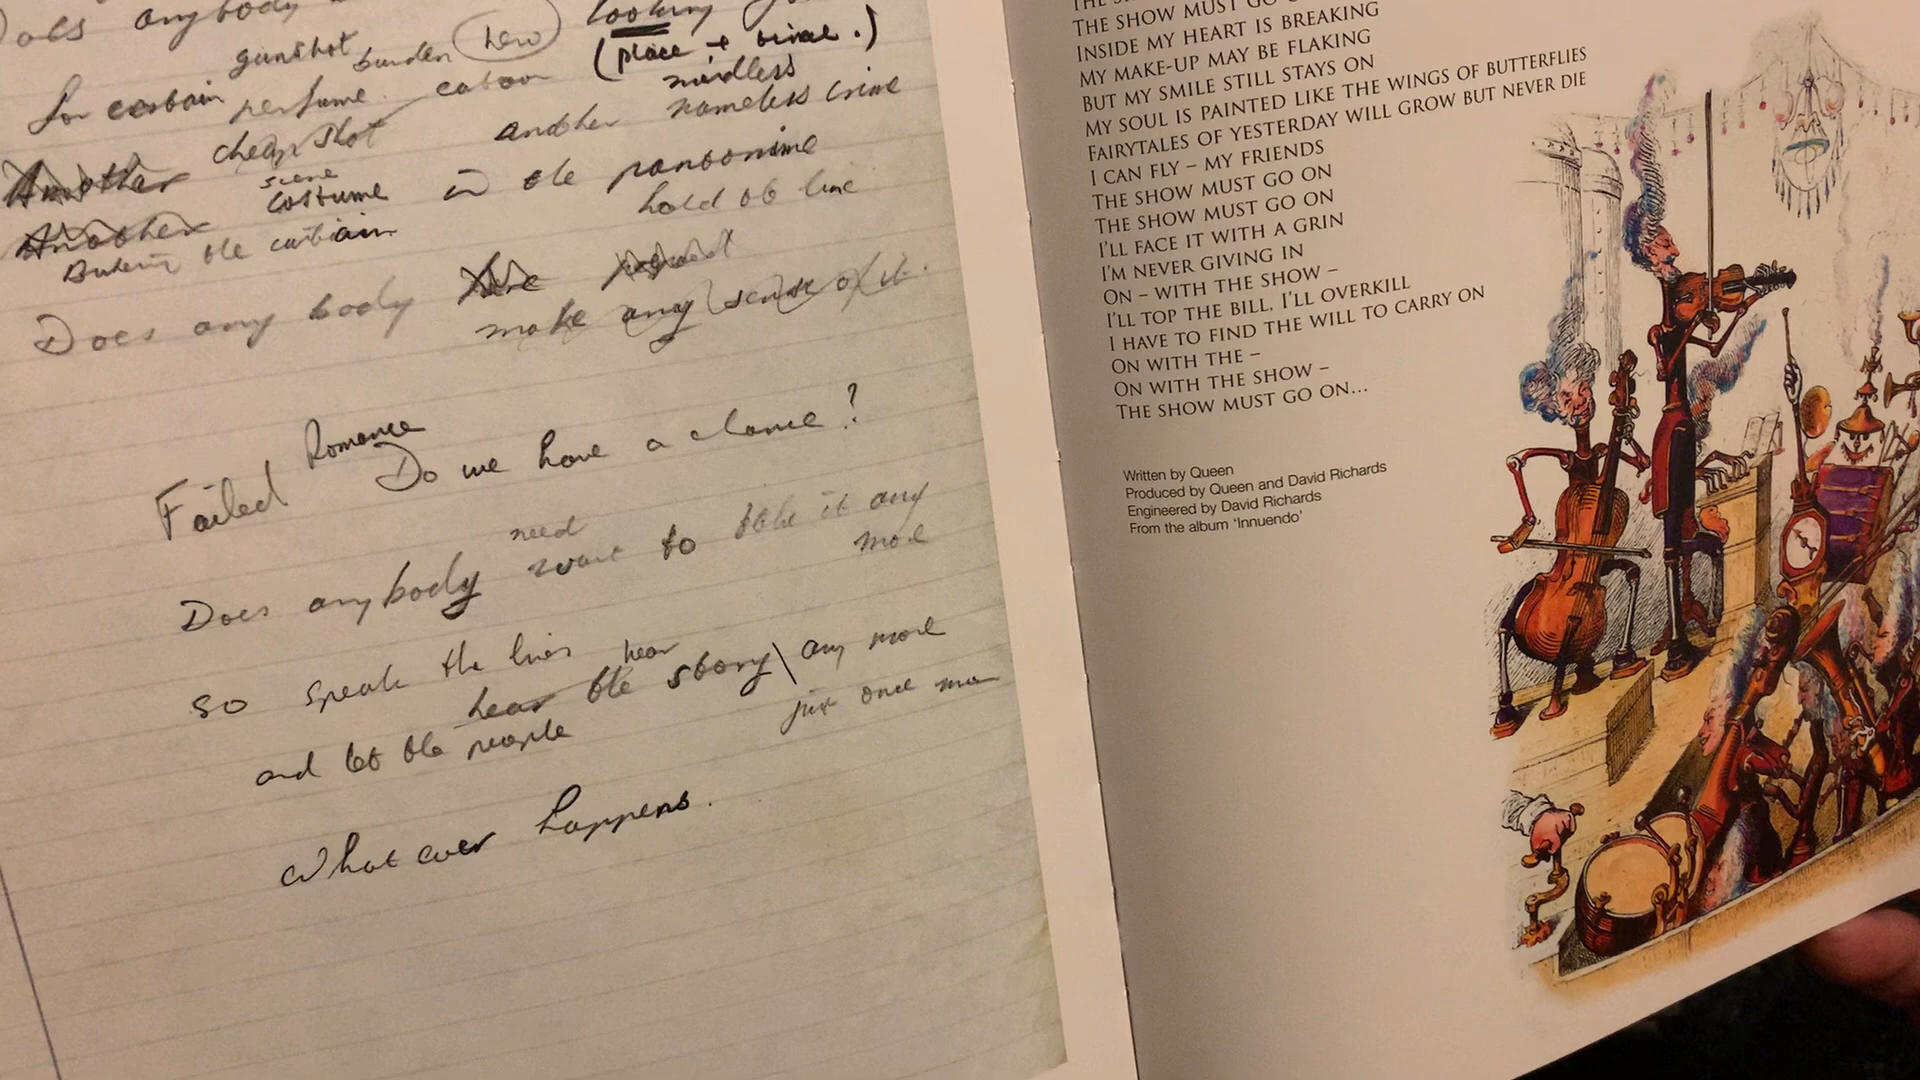 Does anybody looking
gunshot burden hero (place + time.)
for certain perfume mindless
cheap shot another nameless crime
Another scene
Another costume in the pantomime
hold the line
Behind the curtain
Does any body
make any sense of it.
Failed Romance
Do we have a chance?
need
Does anybody want to take it any
more
So speak the lines hear
hear the story \ any more
and let the people just once more
What ever happens.
THE SHOW MUST GO
INSIDE MY HEART IS BREAKING
MY MAKE-UP MAY BE FLAKING
BUT MY SMILE STILL STAYS ON
MY SOUL IS PAINTED LIKE THE WINGS OF BUTTERFLIES
FAIRYTALES OF YESTERDAY WILL GROW BUT NEVER DIE
I CAN FLY – MY FRIENDS
THE SHOW MUST GO ON
THE SHOW MUST GO ON
I'LL FACE IT WITH A GRIN
I'M NEVER GIVING IN
ON – WITH THE SHOW –
I'LL TOP THE BILL, I'LL OVERKILL
I HAVE TO FIND THE WILL TO CARRY ON
ON WITH THE –
ON WITH THE SHOW –
THE SHOW MUST GO ON...
Written by Queen
Produced by Queen and David Richards
Engineered by David Richards
From the album 'Innuendo'